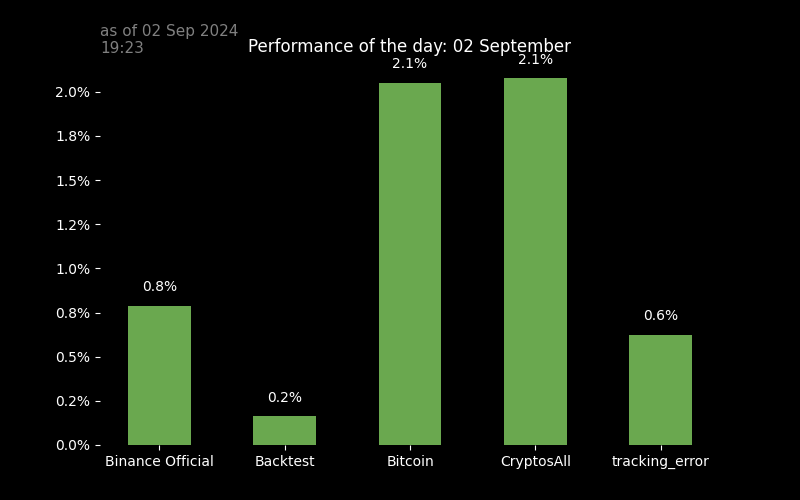 as of 02 Sep 2024
19:23
Performance of the day: 02 September
2.0%
1.8%
1.5%
1.2%
1.0%
0.8%
0.5%
0.2%
0.0%
0.8%
0.2%
2.1%
2.1%
0.6%
Binance Official
Backtest
Bitcoin
CryptosAll
tracking_error